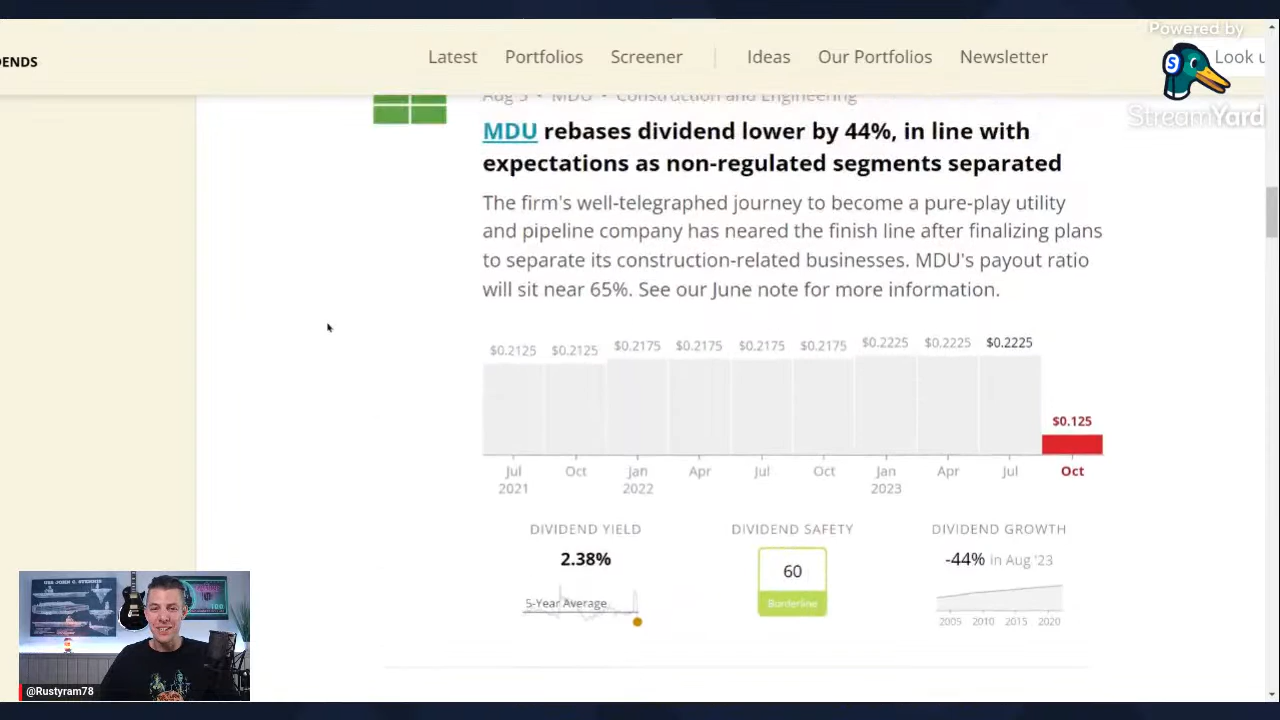 Powered by
StreamYard
DENDS
Latest Portfolios Screener Ideas Our Portfolios Newsletter
Look u
Aug 3 • MDU • Construction and Engineering
MDU rebases dividend lower by 44%, in line with
expectations as non-regulated segments separated
The firm's well-telegraphed journey to become a pure-play utility
and pipeline company has neared the finish line after finalizing plans
to separate its construction-related businesses. MDU's payout ratio
will sit near 65%. See our June note for more information.
$0.2125 $0.2125 $0.2175 $0.2175 $0.2175 $0.2175 $0.2225 $0.2225 $0.2225
$0.125
Jul Oct Jan Apr Jul Oct Jan Apr Jul Oct
2021 2022 2023
DIVIDEND YIELD DIVIDEND SAFETY DIVIDEND GROWTH
2.38% 60 -44% in Aug '23
5-Year Average Borderline
2005 2010 2015 2020
USS JOHN C. STENNIS
@Rustyram78